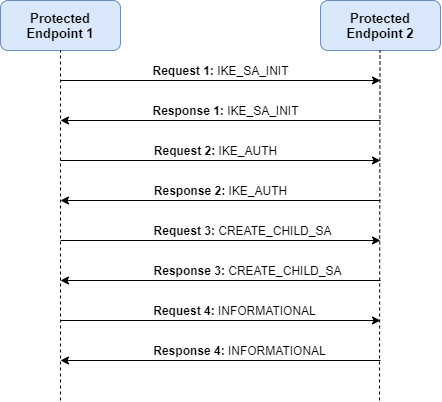 Protected
Endpoint 1
Protected
Endpoint 2
Request 1: IKE_SA_INIT
Response 1: IKE_SA_INIT
Request 2: IKE_AUTH
Response 2: IKE_AUTH
Request 3: CREATE_CHILD_SA
Response 3: CREATE_CHILD_SA
Request 4: INFORMATIONAL
Response 4: INFORMATIONAL